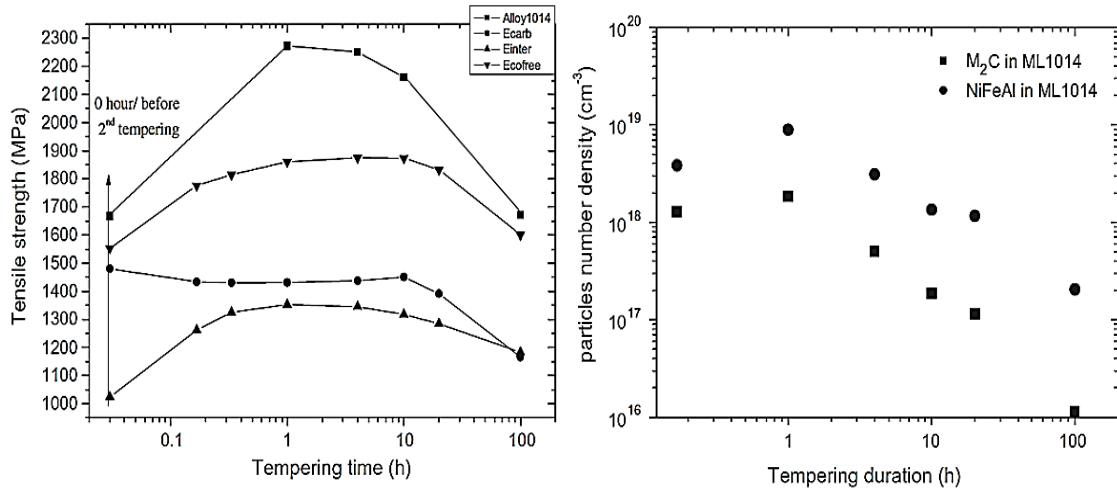 Tensile strength (MPa)
2300
2200
2100
2000
1900
1800
1700
1600
1500
1400
1300
1200
1100
1000
0 hour/ before
2nd tempering
Alloy1014
Ecarb
Einter
Ecofree
0.1
1
10
100
Tempering time (h)
particles number density (cm-3)
10^20
10^19
10^18
10^17
10^16
M2C in ML1014
NiFeAl in ML1014
1
10
100
Tempering duration (h)